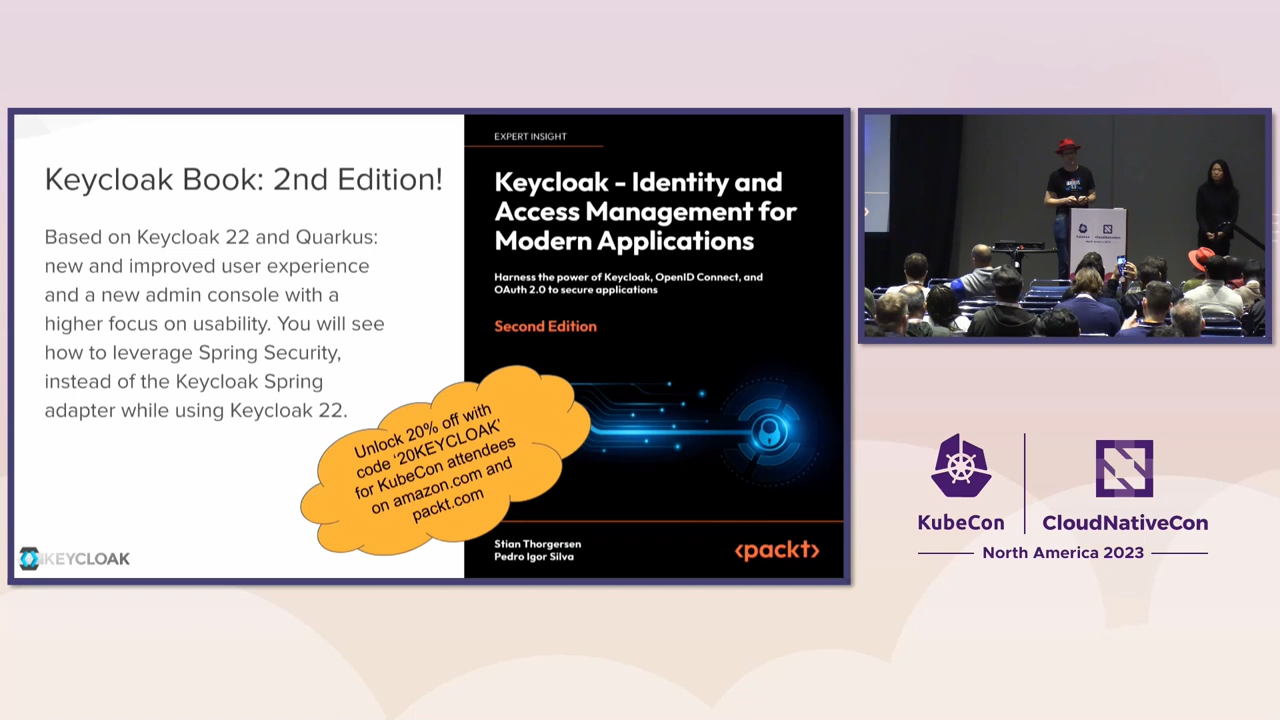 Keycloak Book: 2nd Edition!
Based on Keycloak 22 and Quarkus:
new and improved user experience
and a new admin console with a
higher focus on usability. You will see
how to leverage Spring Security,
instead of the Keycloak Spring
adapter while using Keycloak 22.
Unlock 20% off with
code '20KEYCLOAK'
for KubeCon attendees
on amazon.com and
packt.com
KEYCLOAK
EXPERT INSIGHT
Keycloak - Identity and
Access Management for
Modern Applications
Harness the power of Keycloak, OpenID Connect, and
OAuth 2.0 to secure applications
Second Edition
Stian Thorgersen
Pedro Igor Silva
<packt>
KubeCon
CloudNativeCon
North America 2023